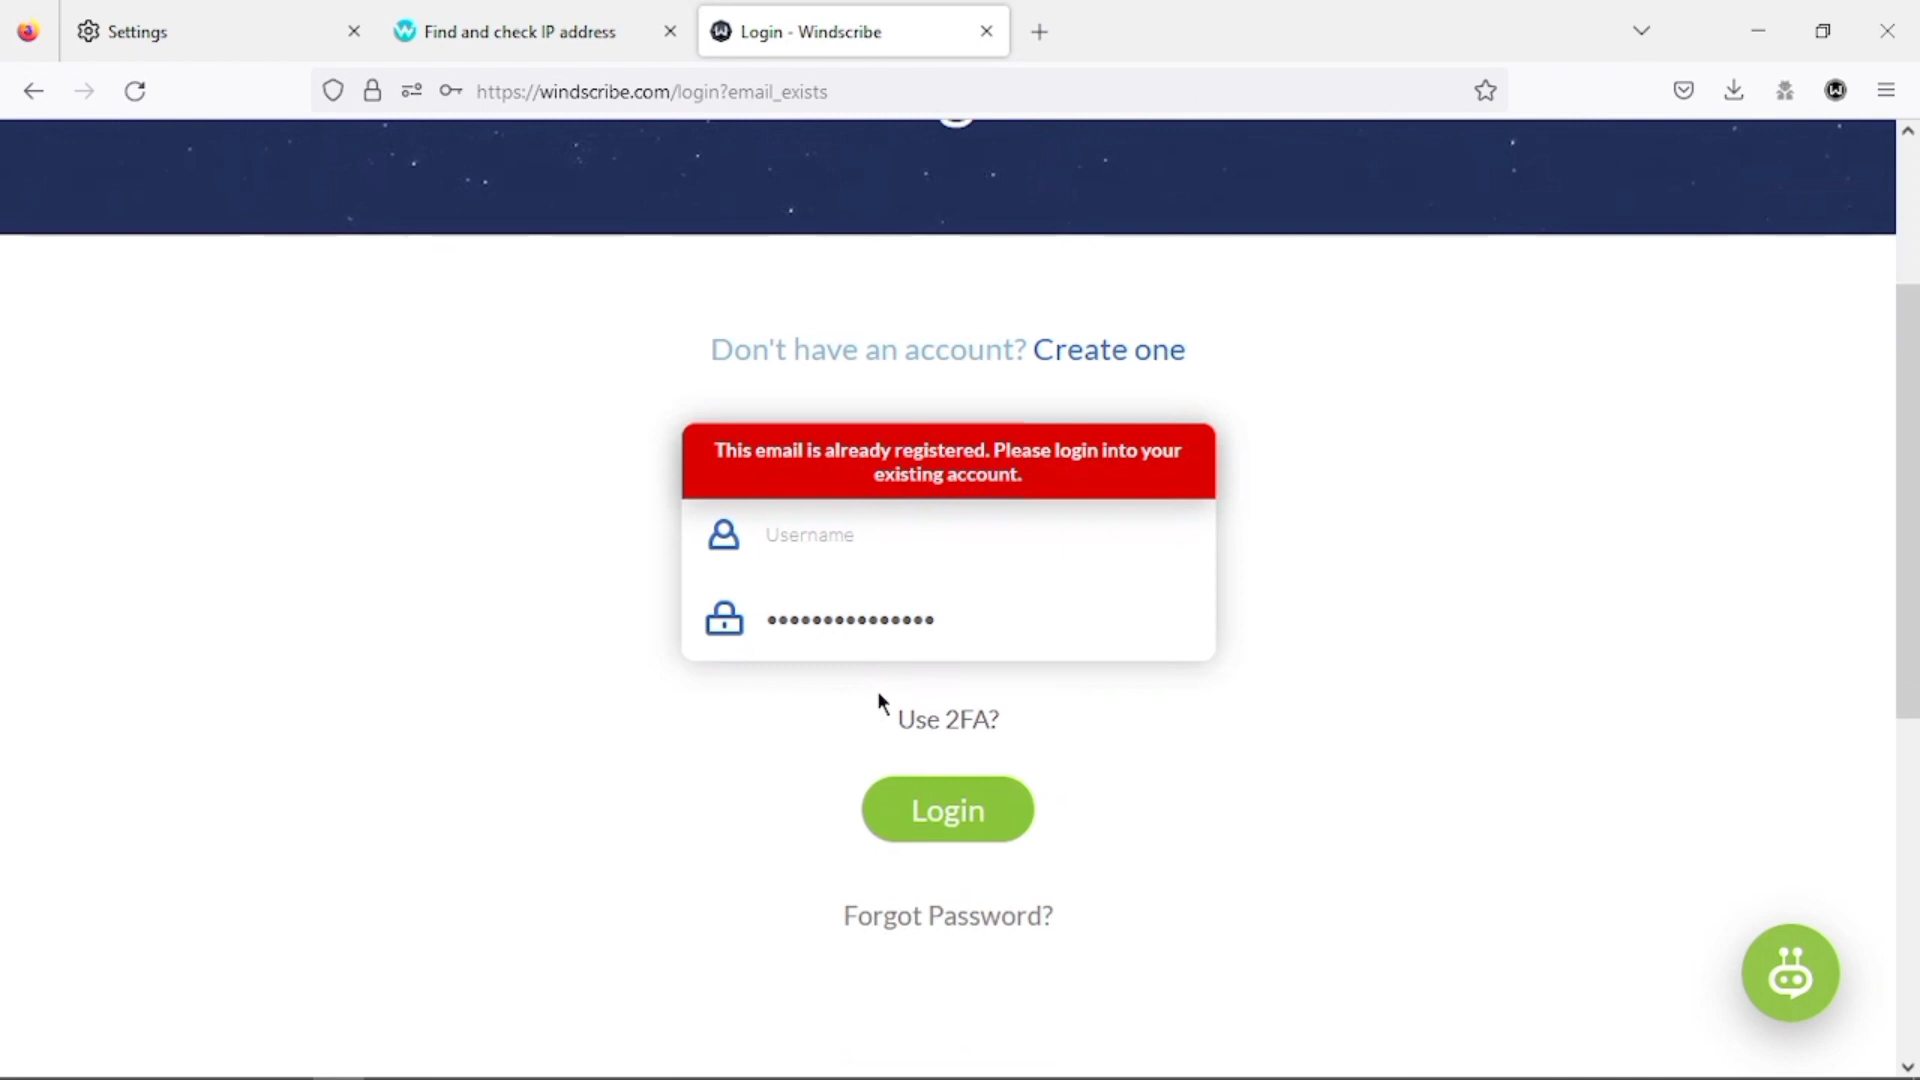 Settings
Find and check IP address
Login - Windscribe
https://windscribe.com/login?email_exists
Don't have an account? Create one
This email is already registered. Please login into your
existing account.
Username
Use 2FA?
Login
Forgot Password?